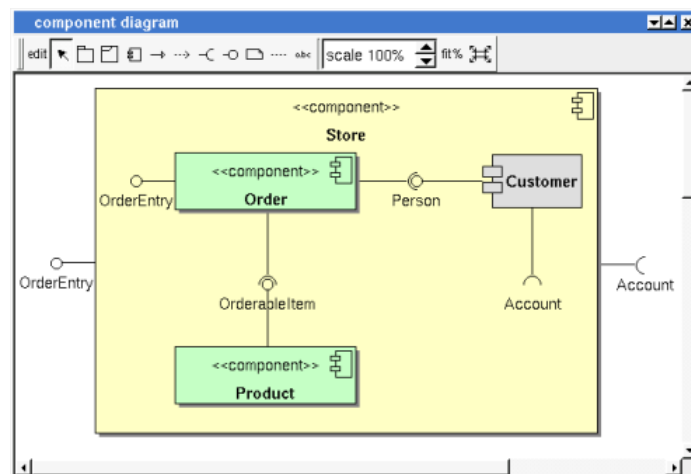 component diagram
edit
abc
scale 100%
fit%
<<component>>
Store
<<component>>
Order
OrderEntry
Person
Customer
OrderEntry
OrderableItem
Account
Account
<<component>>
Product